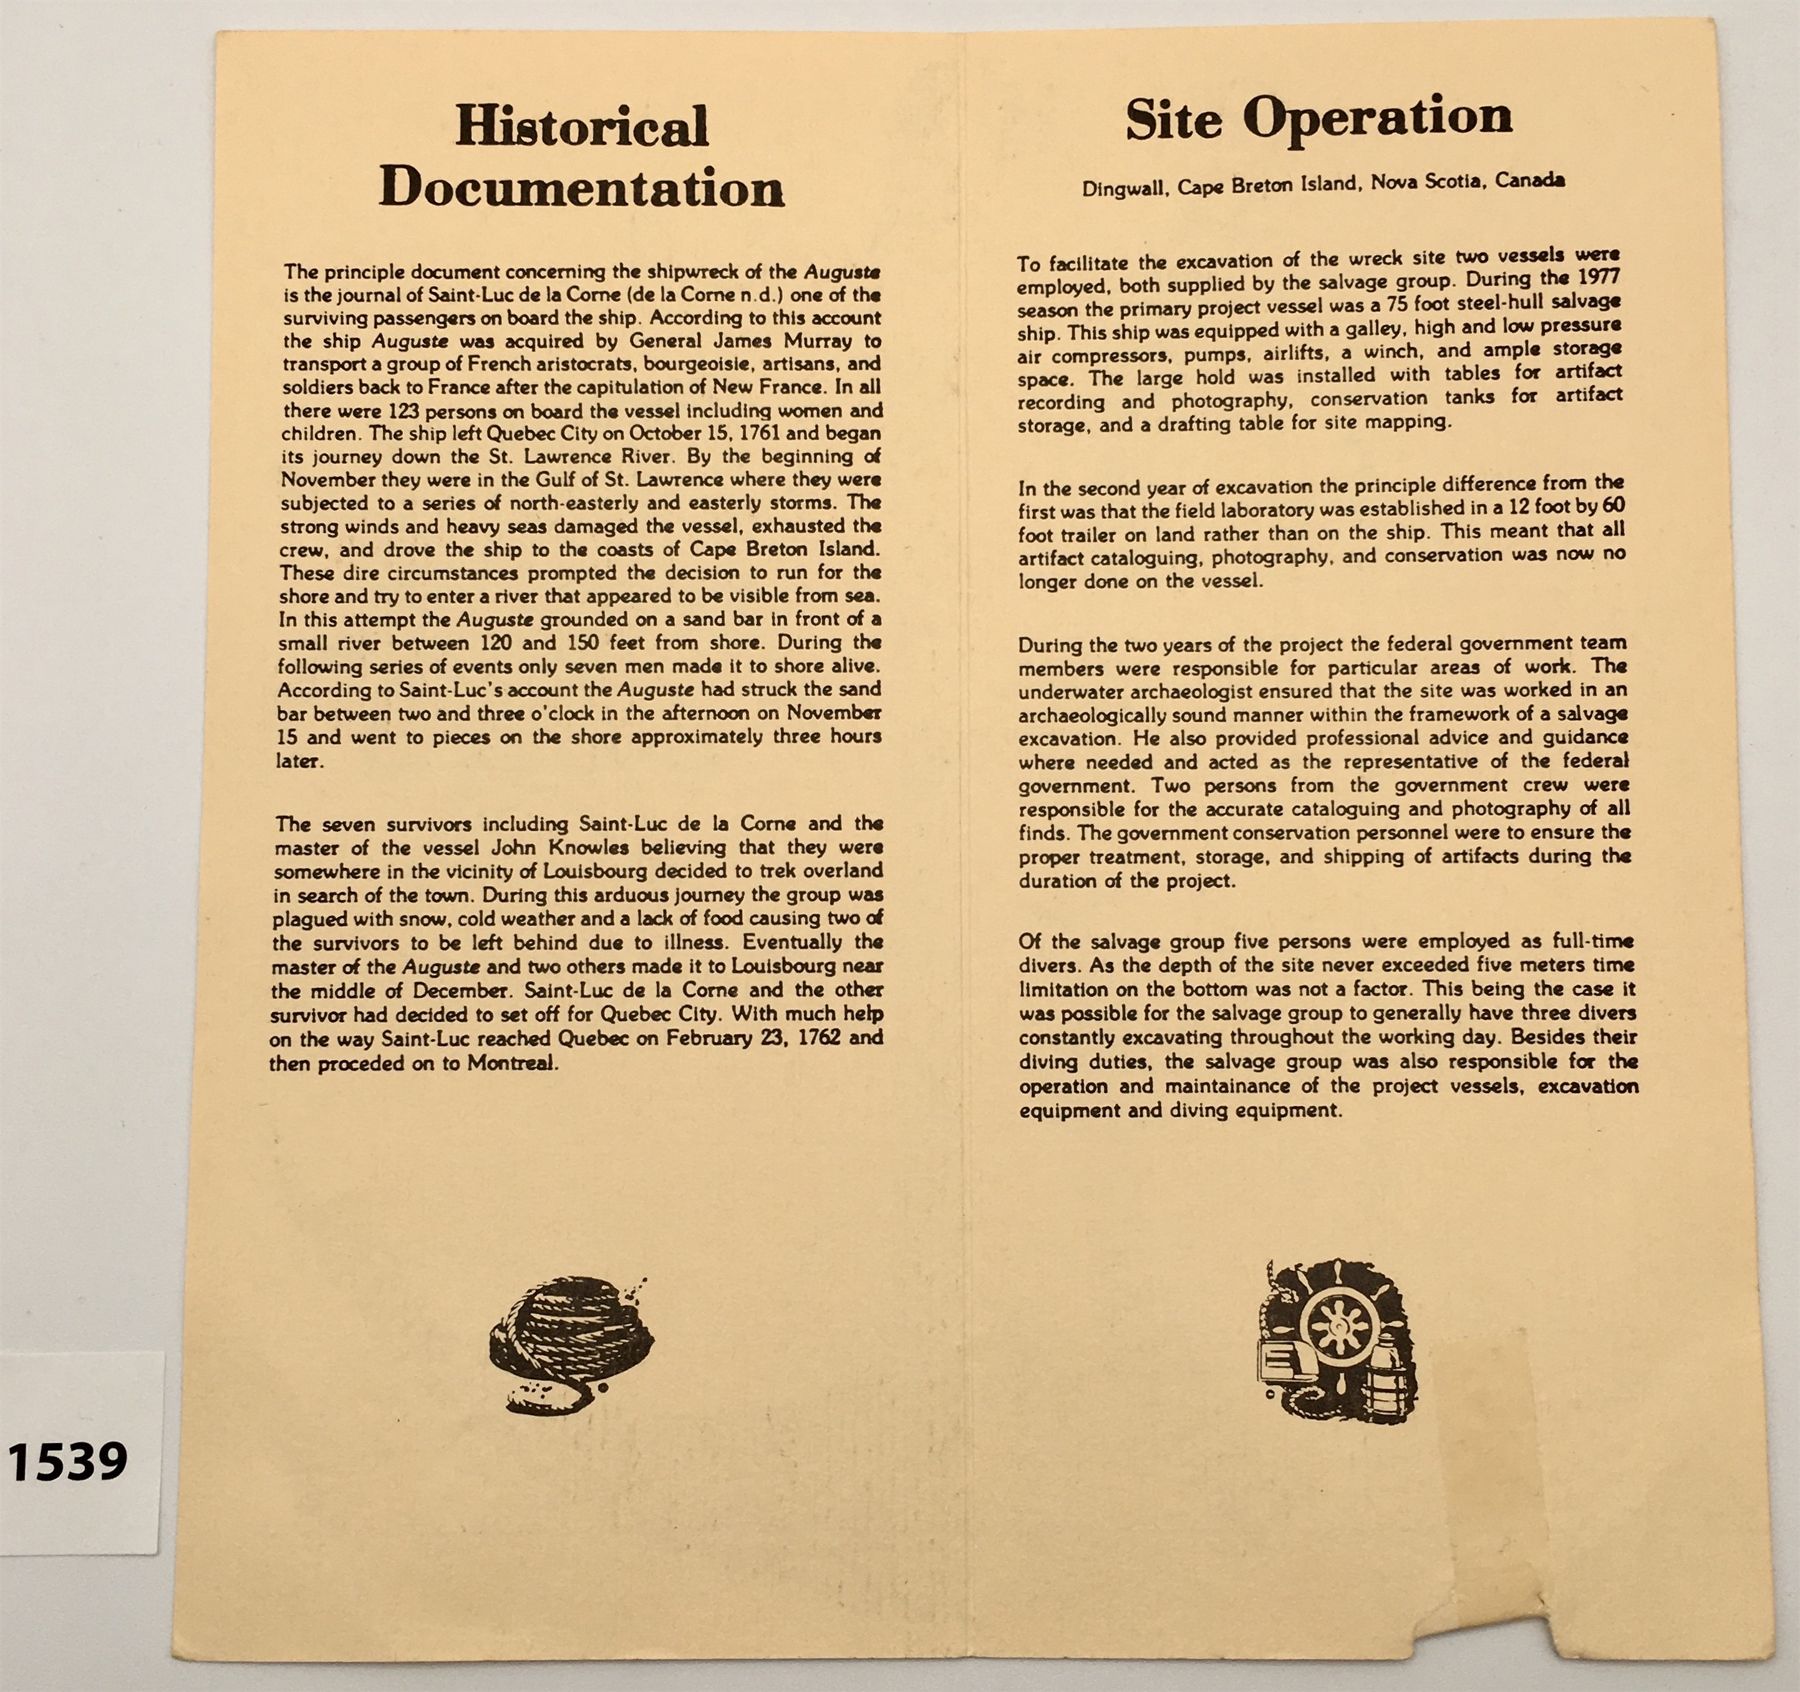 Historical
Documentation
The principle document concerning the shipwreck of the Auguste
is the journal of Saint-Luc de la Corne (de la Corne n.d.) one of the
surviving passengers on board the ship. According to this account
the ship Auguste was acquired by General James Murray to
transport a group of French aristocrats, bourgeoisie, artisans, and
soldiers back to France after the capitulation of New France. In all
there were 123 persons on board the vessel including women and
children. The ship left Quebec City on October 15, 1761 and began
its journey down the St. Lawrence River. By the beginning of
November they were in the Gulf of St. Lawrence where they were
subjected to a series of north-easterly and easterly storms. The
strong winds and heavy seas damaged the vessel, exhausted the
crew, and drove the ship to the coasts of Cape Breton Island.
These dire circumstances prompted the decision to run for the
shore and try to enter a river that appeared to be visible from sea.
In this attempt the Auguste grounded on a sand bar in front of a
small river between 120 and 150 feet from shore. During the
following series of events only seven men made it to shore alive.
According to Saint-Luc's account the Auguste had struck the sand
bar between two and three o'clock in the afternoon on November
15 and went to pieces on the shore approximately three hours
later.
The seven survivors including Saint-Luc de la Corne and the
master of the vessel John Knowles believing that they were
somewhere in the vicinity of Louisbourg decided to trek overland
in search of the town. During this arduous journey the group was
plagued with snow, cold weather and a lack of food causing two of
the survivors to be left behind due to illness. Eventually the
master of the Auguste and two others made it to Louisbourg near
the middle of December. Saint-Luc de la Corne and the other
survivor had decided to set off for Quebec City. With much help
on the way Saint-Luc reached Quebec on February 23, 1762 and
then proceded on to Montreal.
Site Operation
Dingwall, Cape Breton Island, Nova Scotia, Canada
To facilitate the excavation of the wreck site two vessels were
employed, both supplied by the salvage group. During the 1977
season the primary project vessel was a 75 foot steel-hull salvage
ship. This ship was equipped with a galley, high and low pressure
air compressors, pumps, airlifts, a winch, and ample storage
space. The large hold was installed with tables for artifact
recording and photography, conservation tanks for artifact
storage, and a drafting table for site mapping.
In the second year of excavation the principle difference from the
first was that the field laboratory was established in a 12 foot by 60
foot trailer on land rather than on the ship. This meant that all
artifact cataloguing, photography, and conservation was now no
longer done on the vessel.
During the two years of the project the federal government team
members were responsible for particular areas of work. The
underwater archaeologist ensured that the site was worked in an
archaeologically sound manner within the framework of a salvage
excavation. He also provided professional advice and guidance
where needed and acted as the representative of the federal
government. Two persons from the government crew were
responsible for the accurate cataloguing and photography of all
finds. The government conservation personnel were to ensure the
proper treatment, storage, and shipping of artifacts during the
duration of the project.
Of the salvage group five persons were employed as full-time
divers. As the depth of the site never exceeded five meters time
limitation on the bottom was not a factor. This being the case it
was possible for the salvage group to generally have three divers
constantly excavating throughout the working day. Besides their
diving duties, the salvage group was also responsible for the
operation and maintainance of the project vessels, excavation
equipment and diving equipment.
1539